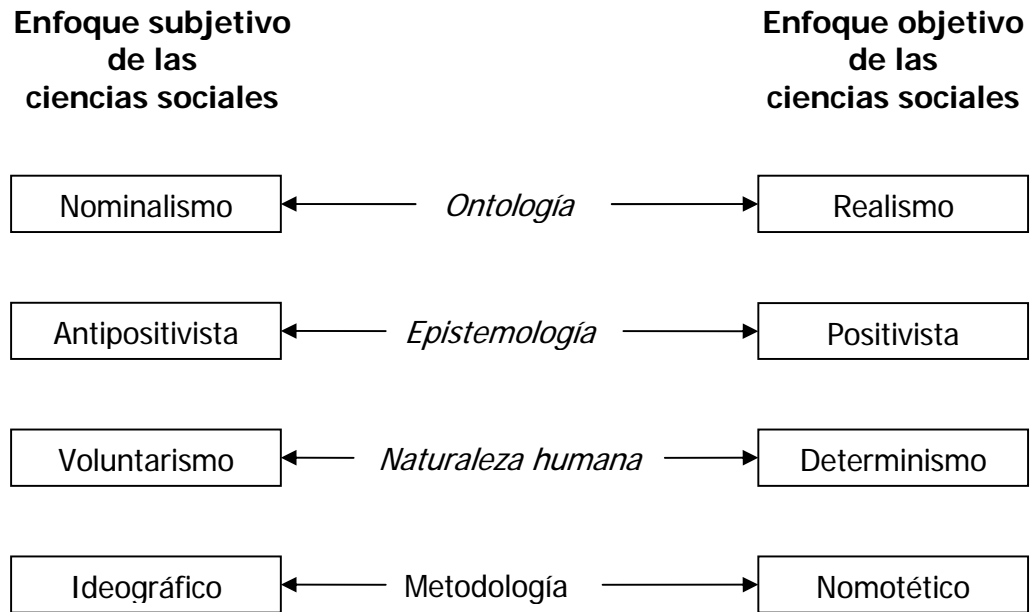 Enfoque subjetivo
de las
ciencias sociales
Enfoque objetivo
de las
ciencias sociales
Nominalismo Ontología Realismo
Antipositivista Epistemología Positivista
Voluntarismo Naturaleza humana Determinismo
Ideográfico Metodología Nomotético